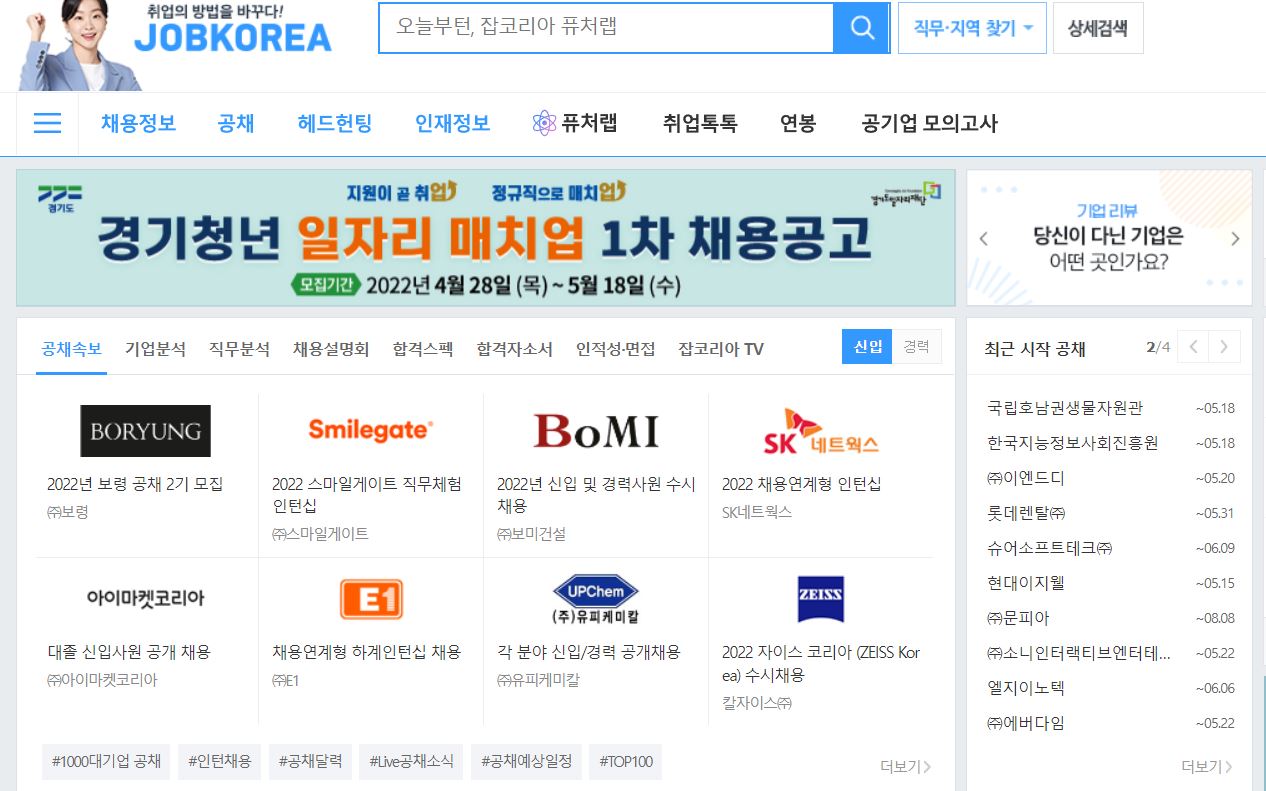 취업의 방법을 바꾸다!
JOBKOREA
오늘부턴, 잡코리아 퓨처랩
직무·지역 찾기
상세검색
채용정보
공채
헤드헌팅
인재정보
퓨처랩
취업톡톡
연봉
공기업 모의고사
경기도
지원이 곧 취업 정규직으로 매치업
경기도일자리재단
경기청년 일자리 매치업 1차 채용공고
모집기간 2022년 4월 28일 (목) ~ 5월 18일 (수)
기업 리뷰
당신이 다닌 기업은
어떤 곳인가요?
공채속보
기업분석
직무분석
채용설명회
합격스펙
합격자소서
인적성·면접
잡코리아 TV
신입
경력
BORYUNG
2022년 보령 공채 2기 모집
㈜보령
Smilegate
2022 스마일게이트 직무체험
인턴십
㈜스마일게이트
BoMI
2022년 신입 및 경력사원 수시
채용
㈜보미건설
SK 네트웍스
2022 채용연계형 인턴십
SK네트웍스
아이마켓코리아
대졸 신입사원 공개 채용
㈜아이마켓코리아
E1
채용연계형 하계인턴십 채용
㈜E1
UPChem
(주)유피케미칼
각 분야 신입/경력 공개채용
㈜유피케미칼
ZEISS
2022 자이스 코리아 (ZEISS Kor
ea) 수시채용
칼자이스㈜
#1000대기업 공채
#인턴채용
#공채달력
#Live공채소식
#공채예상일정
#TOP100
더보기
최근 시작 공채
2/4
국립호남권생물자원관 ~05.18
한국지능정보사회진흥원 ~05.18
㈜이엔드디 ~05.20
롯데렌탈㈜ ~05.31
슈어소프트테크㈜ ~06.09
현대이지웰 ~05.15
㈜문피아 ~08.08
㈜소니인터랙티브엔터테... ~05.22
엘지이노텍 ~06.06
㈜에버다임 ~05.22
더보기